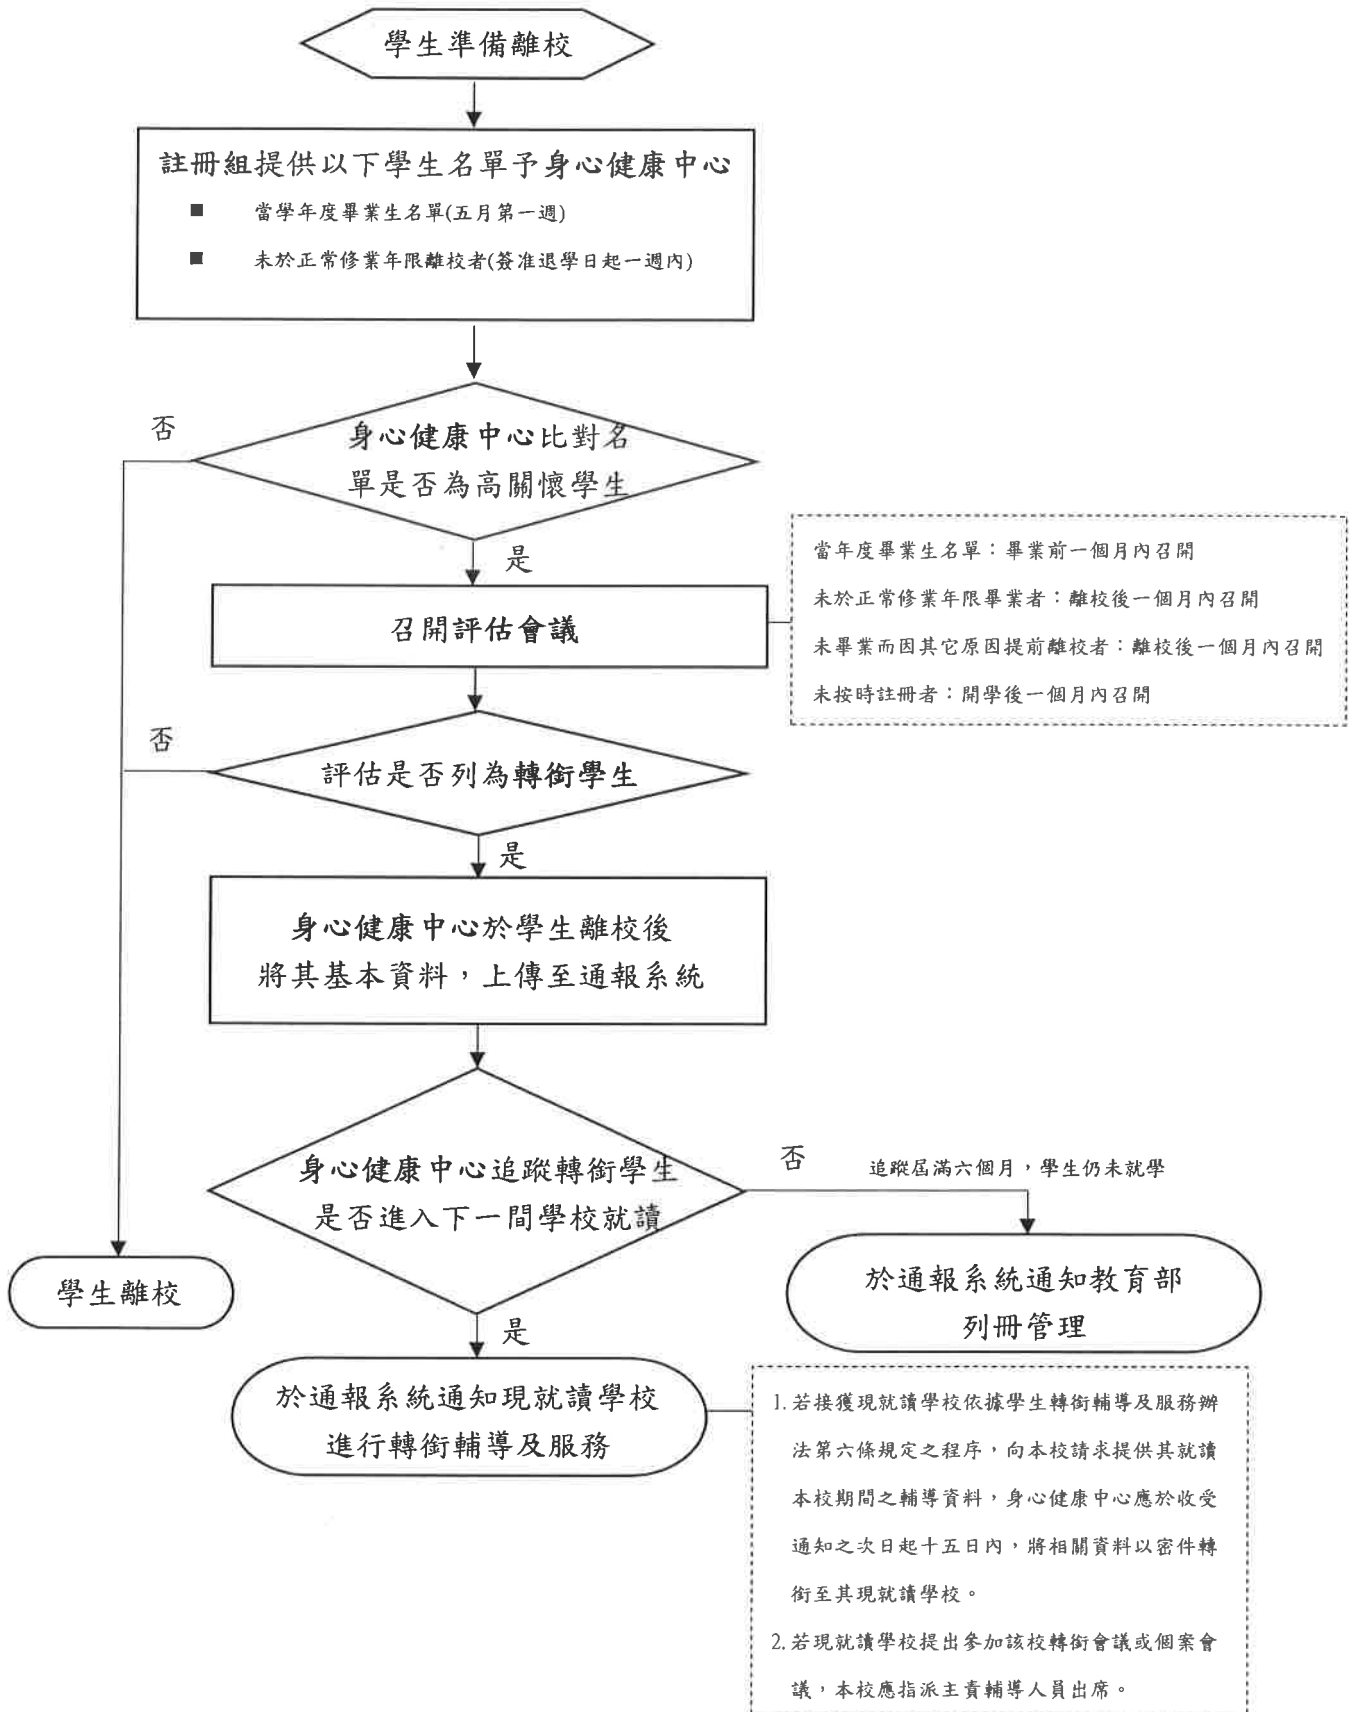 學生準備離校
註冊組提供以下學生名單予身心健康中心
■ 當學年度畢業生名單(五月第一週)
■ 未於正常修業年限離校者(簽准退學日起一週內)
否
身心健康中心比對名
單是否為高關懷學生
是
召開評估會議
當年度畢業生名單：畢業前一個月內召開
未於正常修業年限畢業者：離校後一個月內召開
未畢業而因其它原因提前離校者：離校後一個月內召開
未按時註冊者：開學後一個月內召開
否
評估是否列為轉銜學生
是
身心健康中心於學生離校後
將其基本資料，上傳至通報系統
身心健康中心追蹤轉銜學生
是否進入下一間學校就讀
否
追蹤屆滿六個月，學生仍未就學
學生離校
於通報系統通知教育部
列冊管理
是
於通報系統通知現就讀學校
進行轉銜輔導及服務
1. 若接獲現就讀學校依據學生轉銜輔導及服務辦
法第六條規定之程序，向本校請求提供其就讀
本校期間之輔導資料，身心健康中心應於收受
通知之次日起十五日內，將相關資料以密件轉
銜至其現就讀學校。
2. 若現就讀學校提出參加該校轉銜會議或個案會
議，本校應指派主責輔導人員出席。